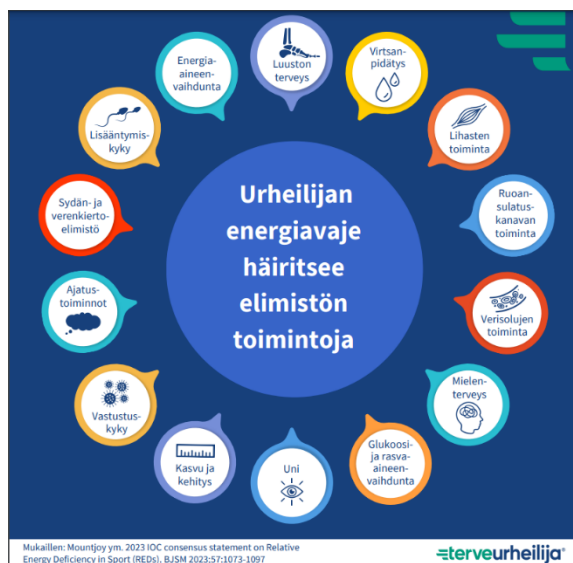 Urheilijan
energiavaje
häiritsee
elimistön
toimintoja
Luuston
terveys
Virtsan-
pidätys
Lihasten
toiminta
Ruoan-
sulatus-
kanavan
toiminta
Verisolujen
toiminta
Mielen-
terveys
Glukoosi-
ja rasva-
aineen-
vaihdunta
Uni
Kasvu ja
kehitys
Vastustus-
kyky
Ajatus-
toiminnot
Sydän- ja
verenkierto-
elimistö
Lisääntymis-
kyky
Energia-
aineen-
vaihdunta
Mukaillen: Mountjoy ym. 2023 IOC consensus statement on Relative
Energy Deficiency in Sport (REDs). BJSM 2023;57:1073-1097
terveurheilija®